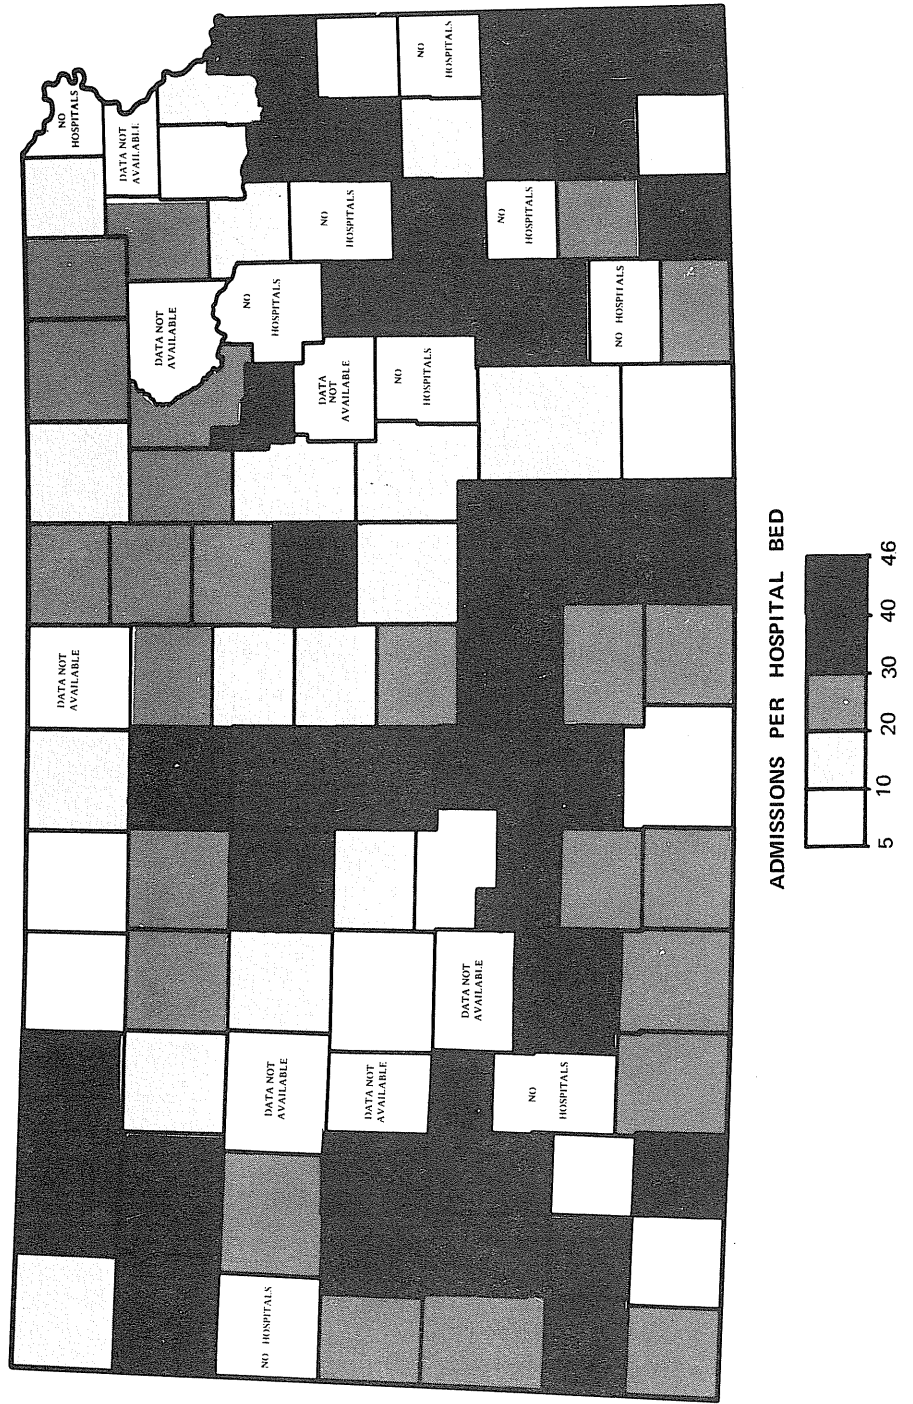 DATA NOT
AVAILABLE
NO
HOSPITALS
DATA NOT
AVAILABLE
DATA NOT
AVAILABLE
NO HOSPITALS
DATA NOT
AVAILABLE
NO
HOSPITALS
DATA
NOT
AVAILABLE
NO
HOSPITALS
DATA NOT
AVAILABLE
NO
HOSPITALS
NO
HOSPITALS
DATA NOT
AVAILABLE
NO
HOSPITALS
NO
HOSPITALS
NO HOSPITALS
ADMISSIONS PER HOSPITAL BED
5 10 20 30 40 46